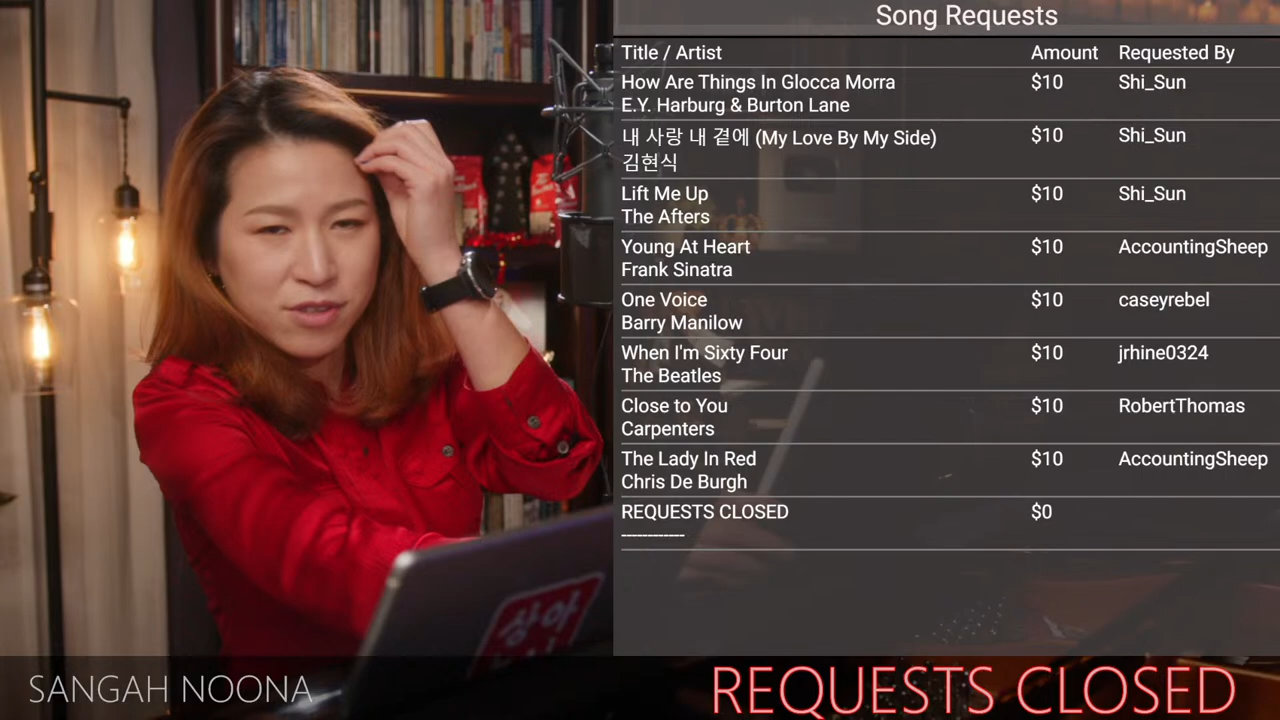 Song Requests
Title / Artist Amount Requested By
How Are Things In Glocca Morra $10 Shi_Sun
E.Y. Harburg & Burton Lane
내 사랑 내 곁에 (My Love By My Side) $10 Shi_Sun
김현식
Lift Me Up $10 Shi_Sun
The Afters
Young At Heart $10 AccountingSheep
Frank Sinatra
One Voice $10 caseyrebel
Barry Manilow
When I'm Sixty Four $10 jrhine0324
The Beatles
Close to You $10 RobertThomas
Carpenters
The Lady In Red $10 AccountingSheep
Chris De Burgh
REQUESTS CLOSED $0
------------
상아
SANGAH NOONA
REQUESTS CLOSED